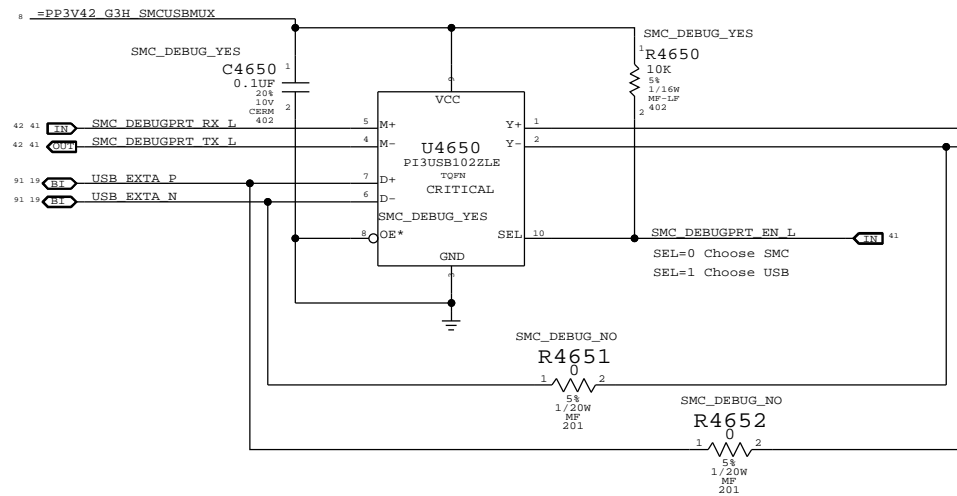 8 =PP3V42_G3H_SMCUSBMUX
SMC_DEBUG_YES
C4650
0.1UF
20%
10V
CERM
402
1
2
SMC_DEBUG_YES
R4650
10K
5%
1/16W
MF-LF
402
1
2
9
VCC
42 41 IN SMC_DEBUGPRT_RX_L 5 M+
42 41 OUT SMC_DEBUGPRT_TX_L 4 M-
91 19 BI USB_EXTA_P 7 D+
91 19 BI USB_EXTA_N 6 D-
U4650
PI3USB102ZLE
TQFN
CRITICAL
Y+ 1
Y- 2
SMC_DEBUG_YES
8 OE*
SEL 10
GND
3
SMC_DEBUGPRT_EN_L IN 41
SEL=0 Choose SMC
SEL=1 Choose USB
SMC_DEBUG_NO
R4651
0
1 2
5%
1/20W
MF
201
SMC_DEBUG_NO
R4652
0
1 2
5%
1/20W
MF
201